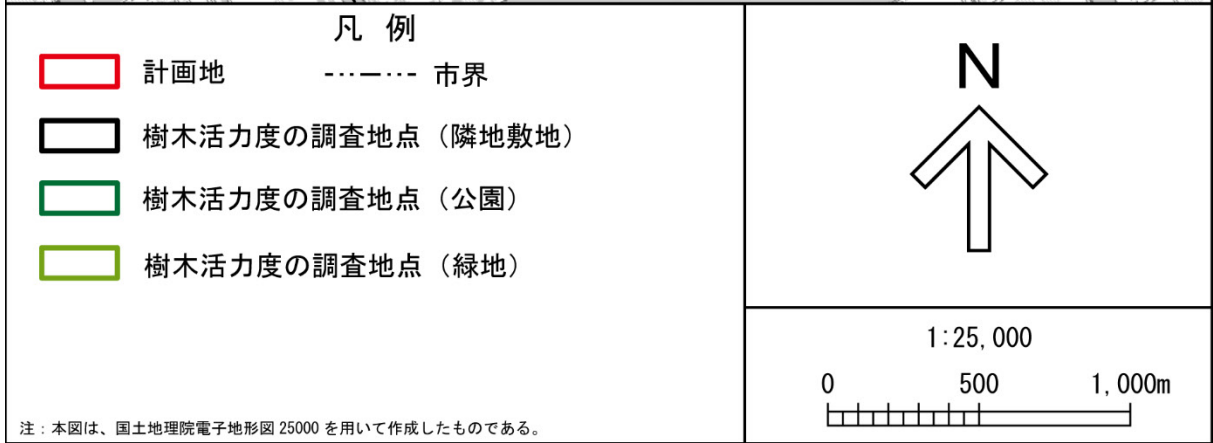 凡 例
計画地 市界
樹木活力度の調査地点（隣地敷地）
樹木活力度の調査地点（公園）
樹木活力度の調査地点（緑地）
注：本図は、国土地理院電子地形図 25000 を用いて作成したものである。
N
1:25,000
0 500 1,000m